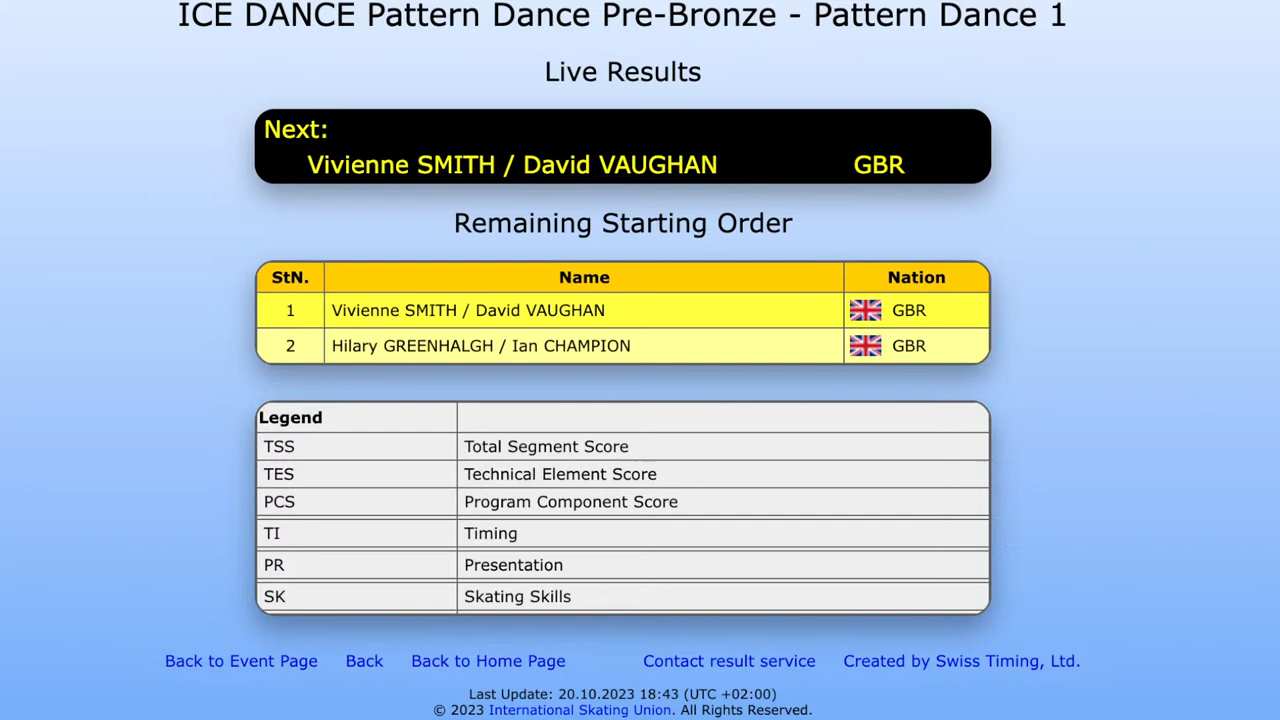 ICE DANCE Pattern Dance Pre-Bronze - Pattern Dance 1
Live Results
Next:
Vivienne SMITH / David VAUGHAN GBR
Remaining Starting Order
StN. Name Nation
1 Vivienne SMITH / David VAUGHAN GBR
2 Hilary GREENHALGH / Ian CHAMPION GBR
Legend
TSS Total Segment Score
TES Technical Element Score
PCS Program Component Score
TI Timing
PR Presentation
SK Skating Skills
Back to Event Page Back Back to Home Page Contact result service Created by Swiss Timing, Ltd.
Last Update: 20.10.2023 18:43 (UTC +02:00)
© 2023 International Skating Union. All Rights Reserved.